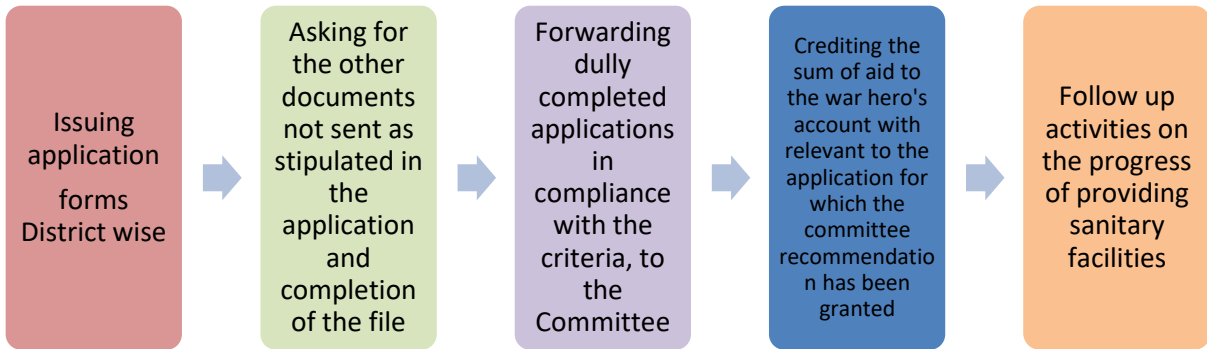 Issuing
application
forms
District wise
Asking for
the other
documents
not sent as
stipulated in
the
application
and
completion
of the file
Forwarding
dully
completed
applications
in
compliance
with the
criteria, to
the
Committee
Crediting the
sum of aid to
the war hero's
account with
relevant to the
application for
which the
committee
recommendatio
n has been
granted
Follow up
activities on
the progress
of providing
sanitary
facilities